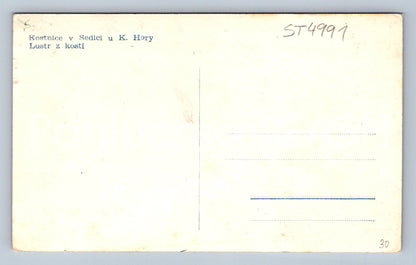 Kostnice v Sedlci u K. Hory
Lustr z kostí
ST4991
30